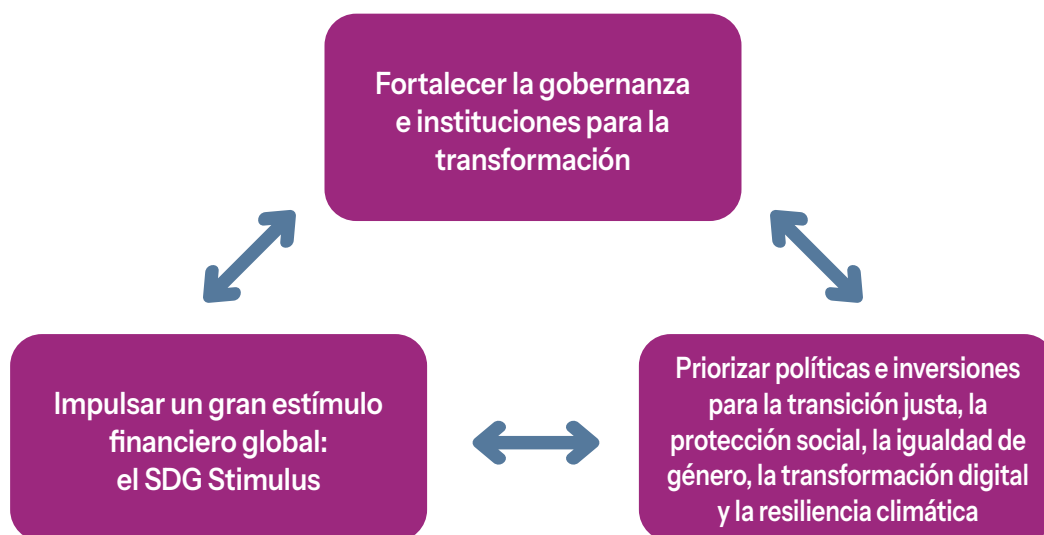 Fortalecer la gobernanza
e instituciones para la
transformación
Impulsar un gran estímulo
financiero global:
el SDG Stimulus
Priorizar políticas e inversiones
para la transición justa, la
protección social, la igualdad de
género, la transformación digital
y la resiliencia climática